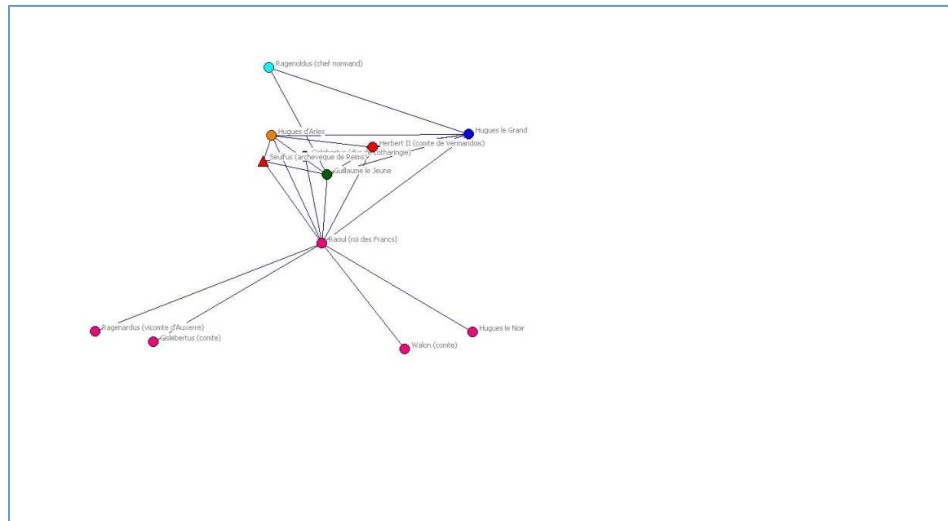 Ragenoldus (chef normand)
Hugues d'Arles
Hugues le Grand
Herbert II (comte de Vermandois)
Lotharingie)
Seulfus (archevêque de Reims)
Guillaume le Jeune
Raoul (roi des Francs)
Ragenardus (vicomte d'Auxerre)
Gislebertus (comte)
Walon (comte)
Hugues le Noir